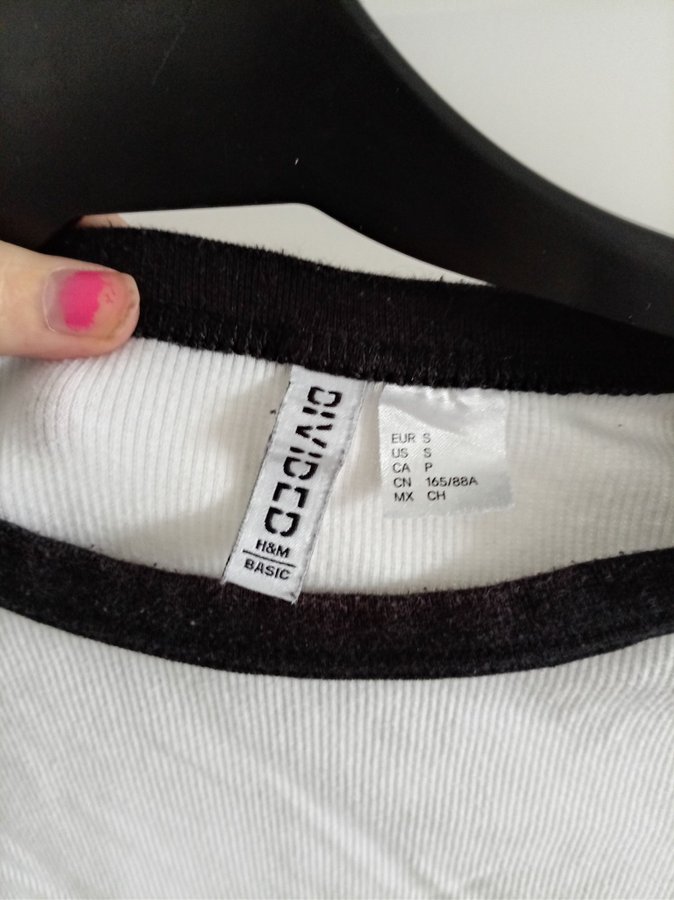 DIVIDED
H&M
BASIC
EUR S
US S
CA P
CN 165/88A
MX CH